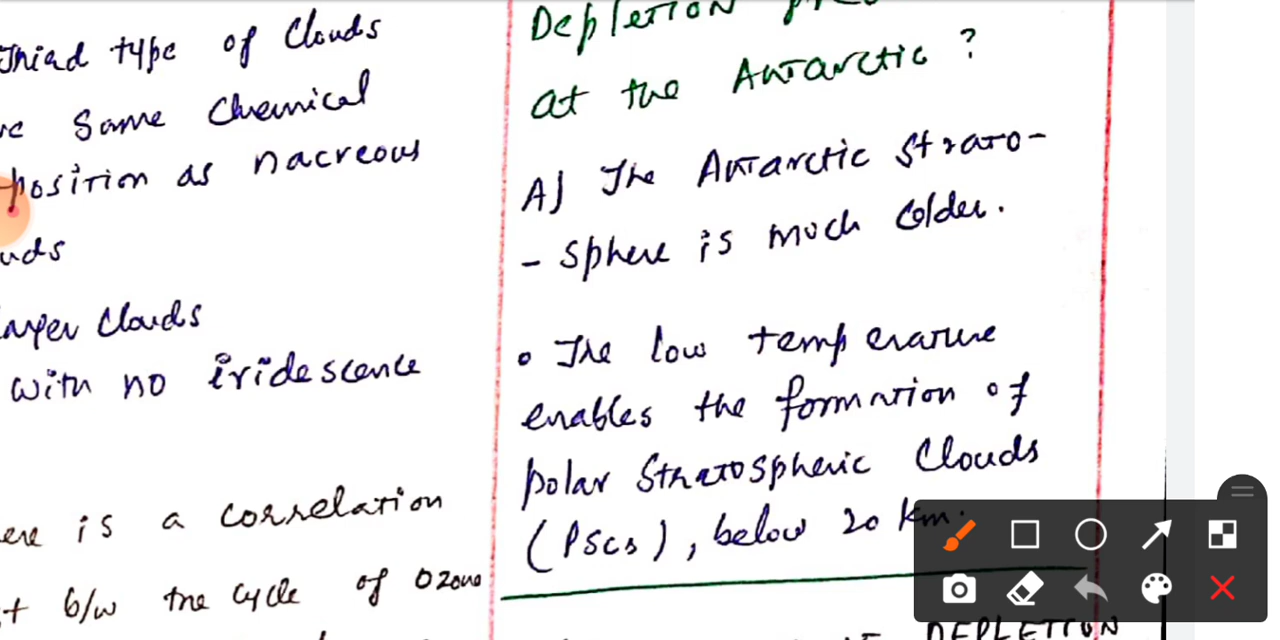 Third type of Clouds
Same Chemical
position as nacreous
uds
layer Clouds
with no iridescence
ere is a correlation
t b/w the cycle of Ozone
Depletion
at the Antarctic ?
A) The Antarctic Strato-
- Sphere is much Colder.
• The low temperature
enables the formation of
polar Stratospheric Clouds
(PSCs), below 20 km.
DEPLETION